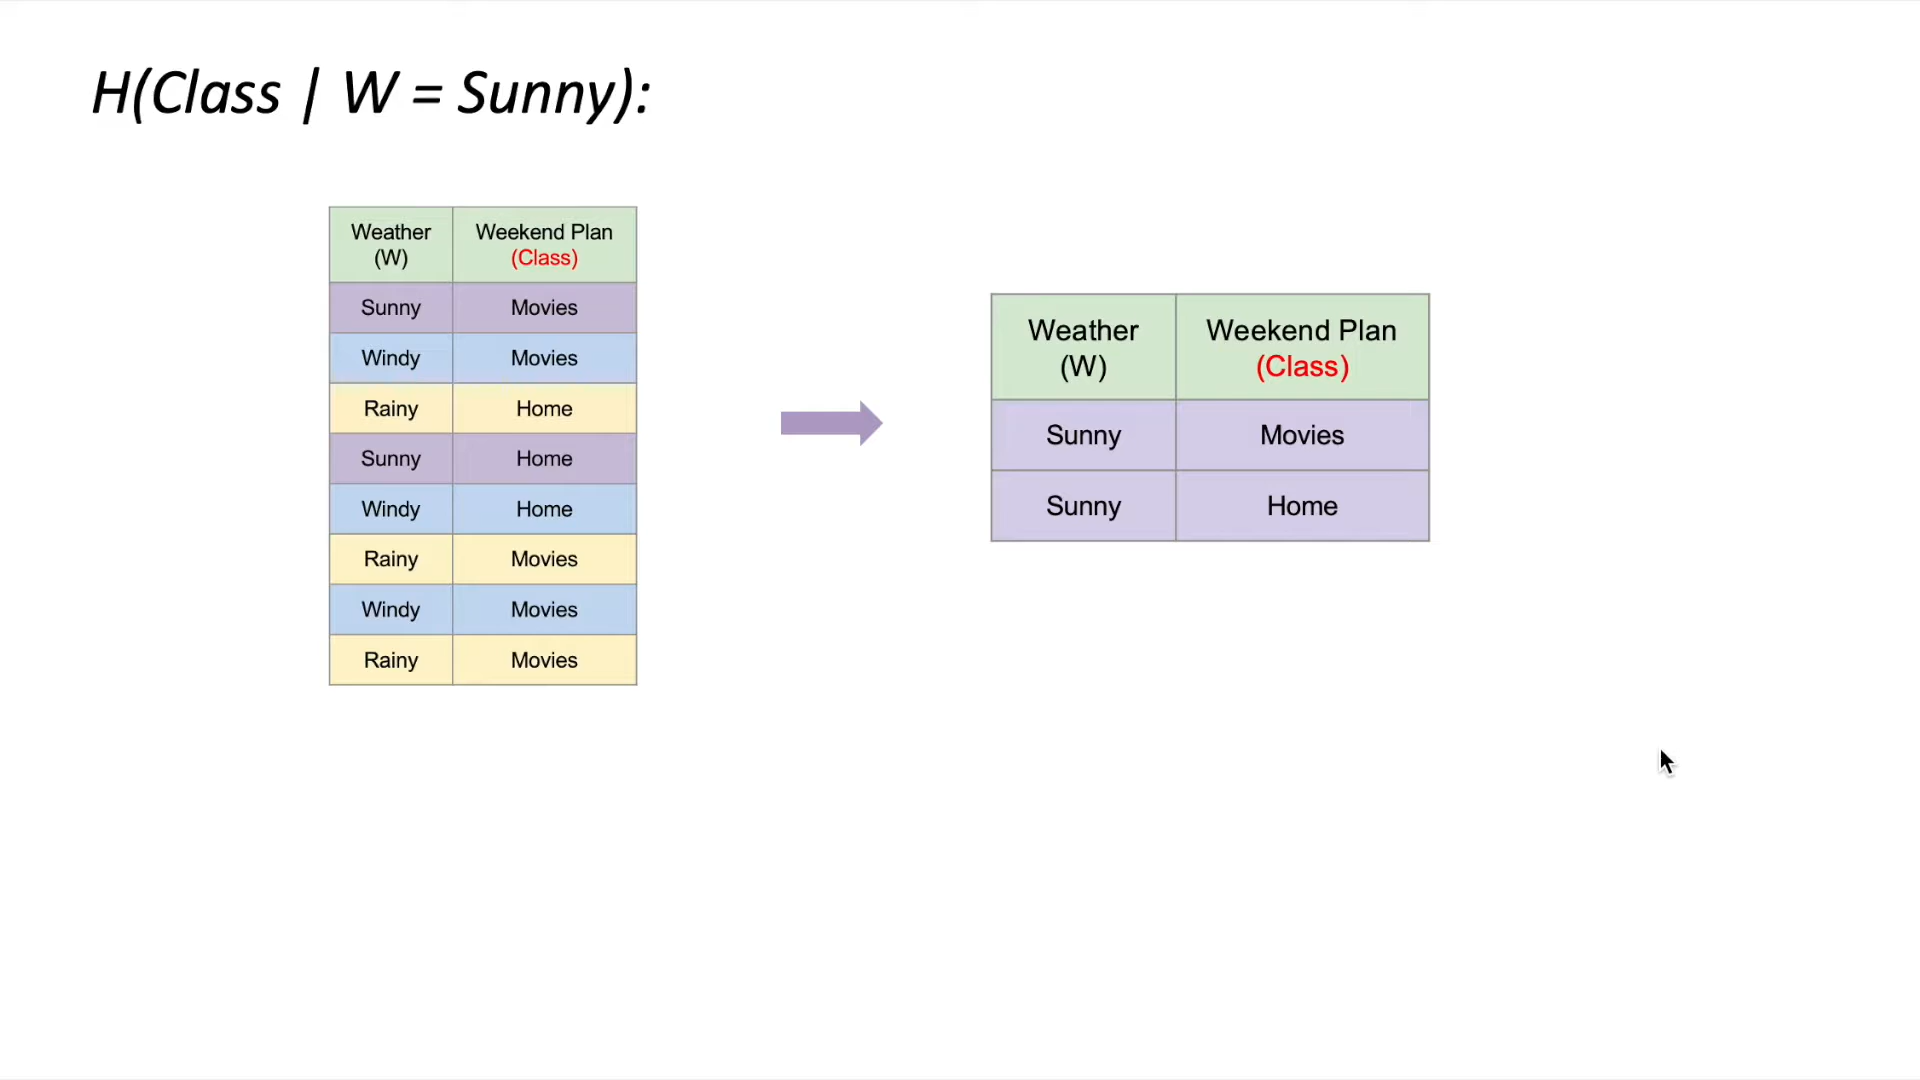 H(Class | W = Sunny):
Weather (W) Weekend Plan (Class)
Sunny Movies
Windy Movies
Rainy Home
Sunny Home
Windy Home
Rainy Movies
Windy Movies
Rainy Movies
Weather (W) Weekend Plan (Class)
Sunny Movies
Sunny Home